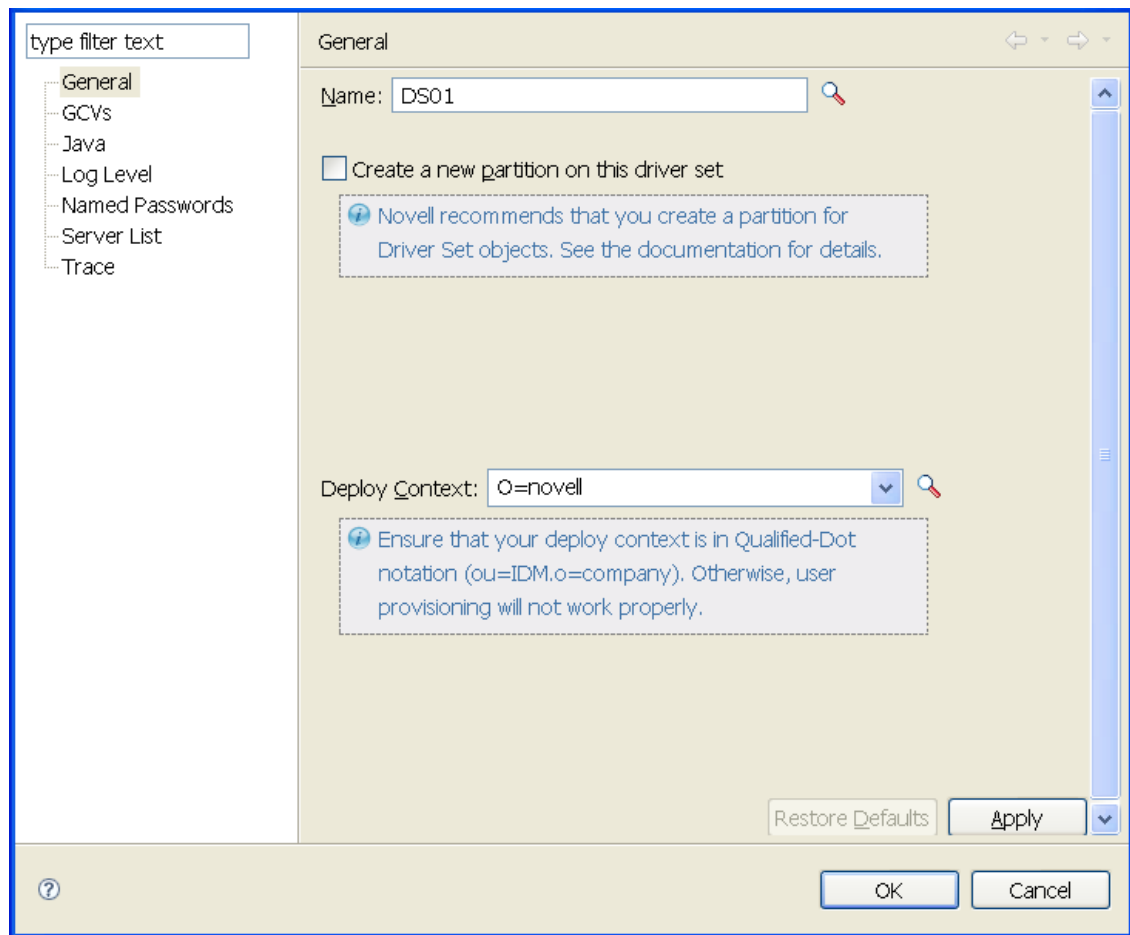 type filter text
General
GCVs
Java
Log Level
Named Passwords
Server List
Trace
General
Name: DS01
Create a new partition on this driver set
Novell recommends that you create a partition for
Driver Set objects. See the documentation for details.
Deploy Context: O=novell
Ensure that your deploy context is in Qualified-Dot
notation (ou=IDM.o=company). Otherwise, user
provisioning will not work properly.
Restore Defaults Apply
OK Cancel